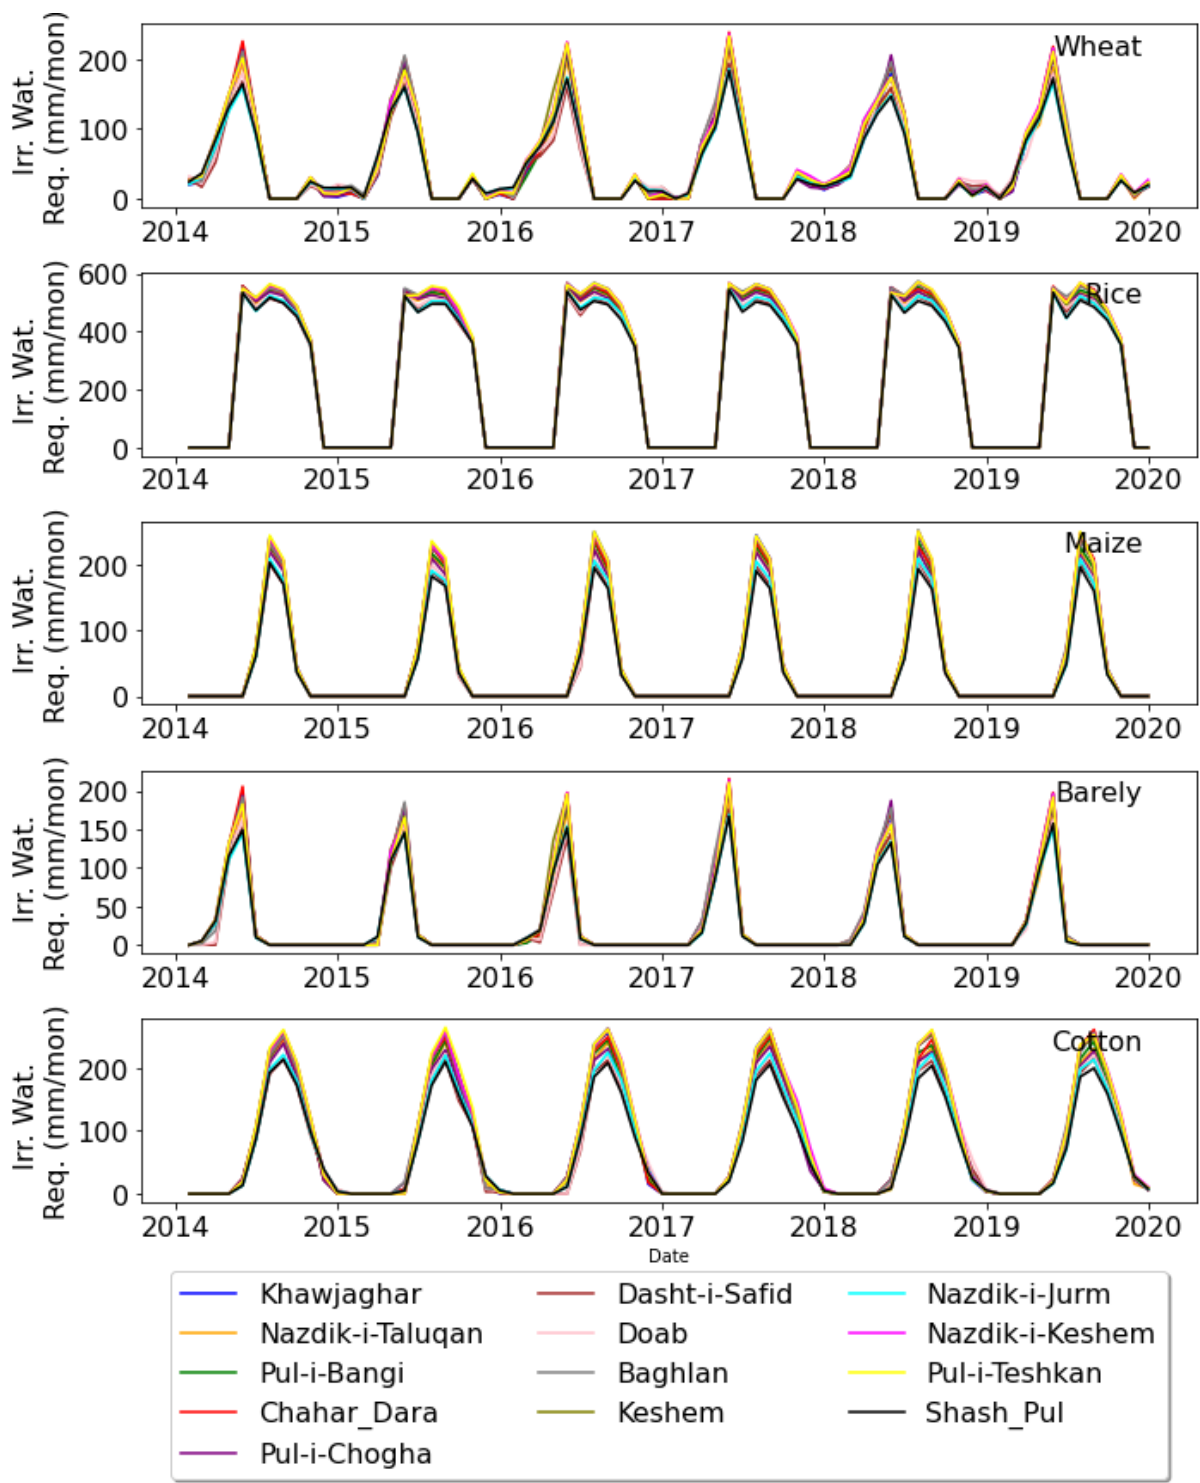 Irr. Wat.
Req. (mm/mon)
200
100
0
Wheat
2014 2015 2016 2017 2018 2019 2020
Irr. Wat.
Req. (mm/mon)
600
400
200
0
Rice
2014 2015 2016 2017 2018 2019 2020
Irr. Wat.
Req. (mm/mon)
200
100
0
Maize
2014 2015 2016 2017 2018 2019 2020
Irr. Wat.
Req. (mm/mon)
200
150
100
50
0
Barely
2014 2015 2016 2017 2018 2019 2020
Irr. Wat.
Req. (mm/mon)
200
100
0
Cotton
2014 2015 2016 2017 2018 2019 2020
Date
Khawjaghar
Nazdik-i-Taluqan
Pul-i-Bangi
Chahar_Dara
Pul-i-Chogha
Dasht-i-Safid
Doab
Baghlan
Keshem
Nazdik-i-Jurm
Nazdik-i-Keshem
Pul-i-Teshkan
Shash_Pul